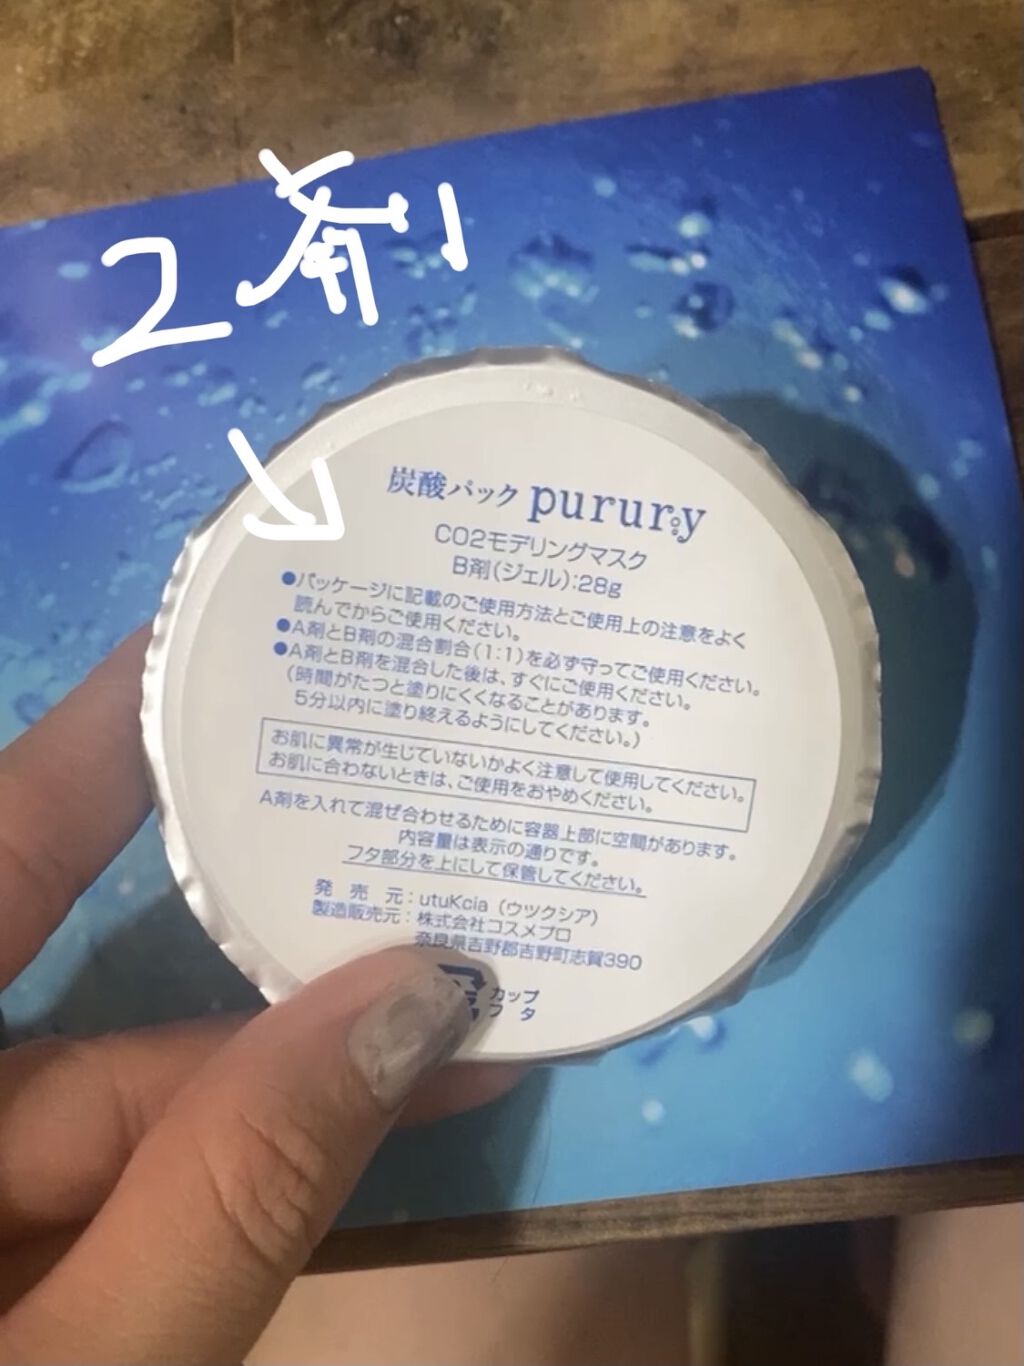 2剤
炭酸パック purury
CO2モデリングマスク
B剤(ジェル):28g
●パッケージに記載のご使用方法とご使用上の注意をよく
読んでからご使用ください。
●A剤とB剤の混合割合(1:1)を必ず守ってご使用ください。
●A剤とB剤を混合した後は、すぐにご使用ください。
(時間がたつと塗りにくくなることがあります。
5分以内に塗り終えるようにしてください。)
お肌に異常が生じていないかよく注意して使用してください。
お肌に合わないときは、ご使用をおやめください。
A剤を入れて混ぜ合わせるために容器上部に空間があります。
内容量は表示の通りです。
フタ部分を上にして保管してください。
発売元:utuKcia(ウツクシア)
製造販売元:株式会社コスメプロ
奈良県吉野郡吉野町志賀390
カップ
フタ